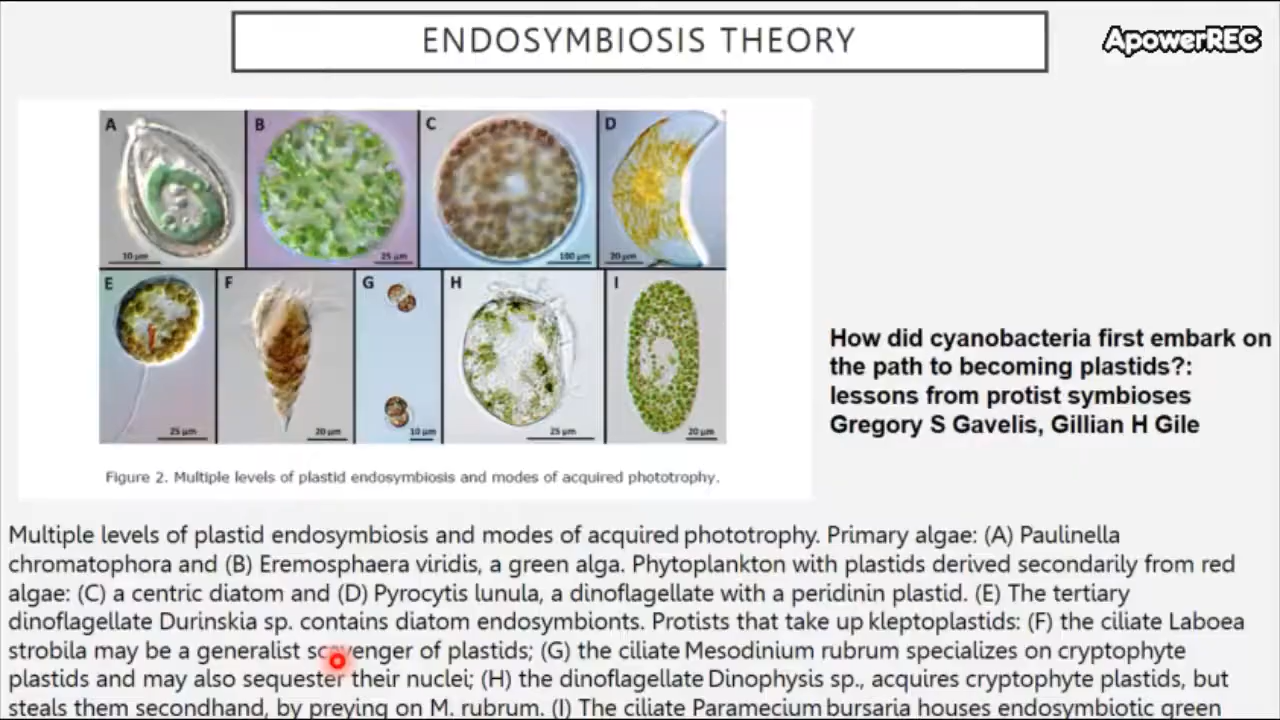 ENDOSYMBIOSIS THEORY
ApowerREC
A
B
C
D
10 µm
25 µm
100 µm
20 µm
E
F
G
H
I
25 µm
20 µm
10 µm
25 µm
20 µm
Figure 2. Multiple levels of plastid endosymbiosis and modes of acquired phototrophy.
How did cyanobacteria first embark on
the path to becoming plastids?:
lessons from protist symbioses
Gregory S Gavelis, Gillian H Gile
Multiple levels of plastid endosymbiosis and modes of acquired phototrophy. Primary algae: (A) Paulinella
chromatophora and (B) Eremosphaera viridis, a green alga. Phytoplankton with plastids derived secondarily from red
algae: (C) a centric diatom and (D) Pyrocytis lunula, a dinoflagellate with a peridinin plastid. (E) The tertiary
dinoflagellate Durinskia sp. contains diatom endosymbionts. Protists that take up kleptoplastids: (F) the ciliate Laboea
strobila may be a generalist scavenger of plastids; (G) the ciliate Mesodinium rubrum specializes on cryptophyte
plastids and may also sequester their nuclei; (H) the dinoflagellate Dinophysis sp., acquires cryptophyte plastids, but
steals them secondhand, by preying on M. rubrum. (I) The ciliate Paramecium bursaria houses endosymbiotic green